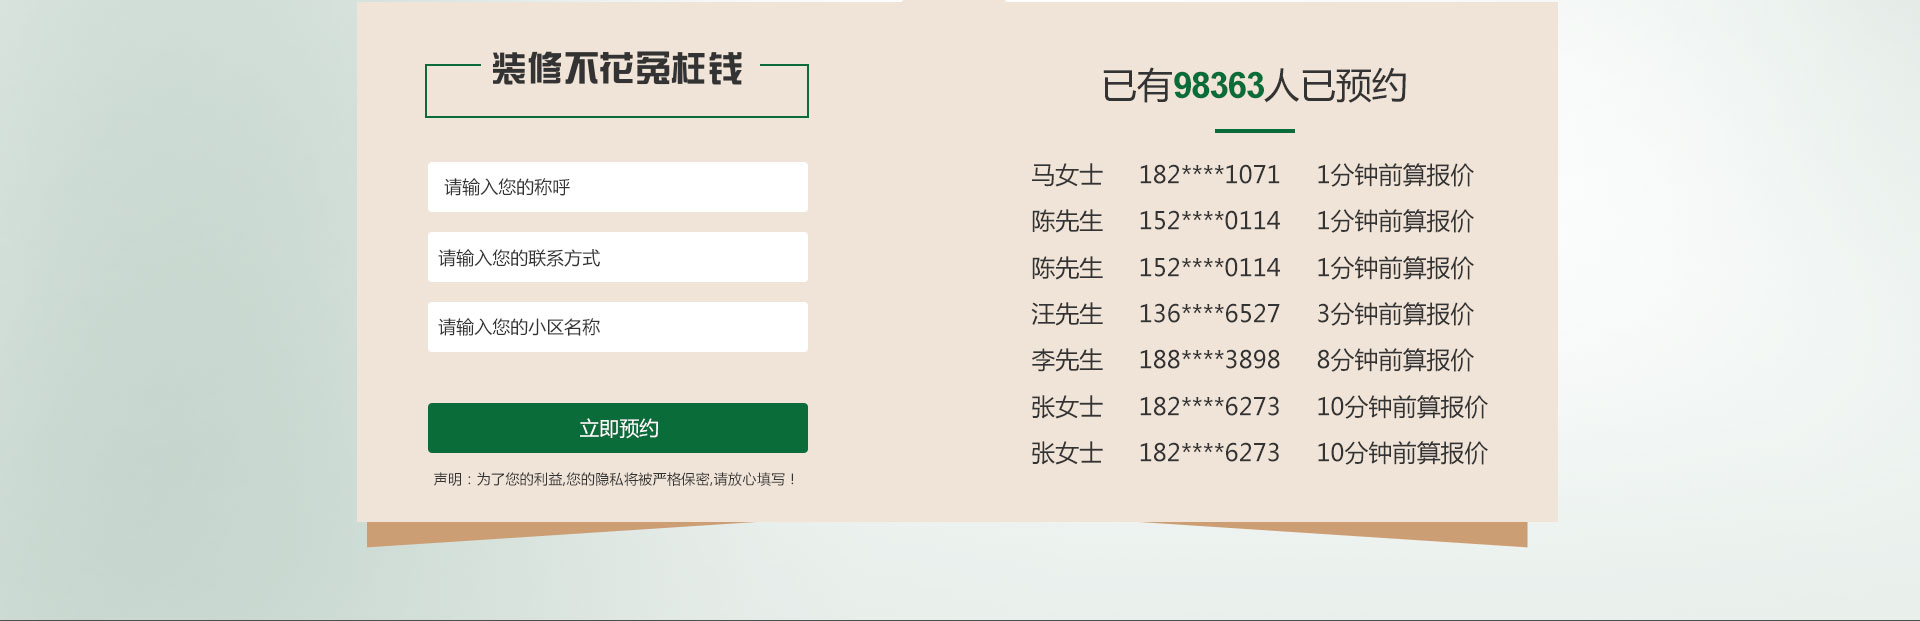 装修不花冤枉钱
请输入您的称呼
请输入您的联系方式
请输入您的小区名称
立即预约
声明：为了您的利益,您的隐私将被严格保密,请放心填写！
已有98363人已预约
马女士 182****1071 1分钟前算报价
陈先生 152****0114 1分钟前算报价
陈先生 152****0114 1分钟前算报价
汪先生 136****6527 3分钟前算报价
李先生 188****3898 8分钟前算报价
张女士 182****6273 10分钟前算报价
张女士 182****6273 10分钟前算报价